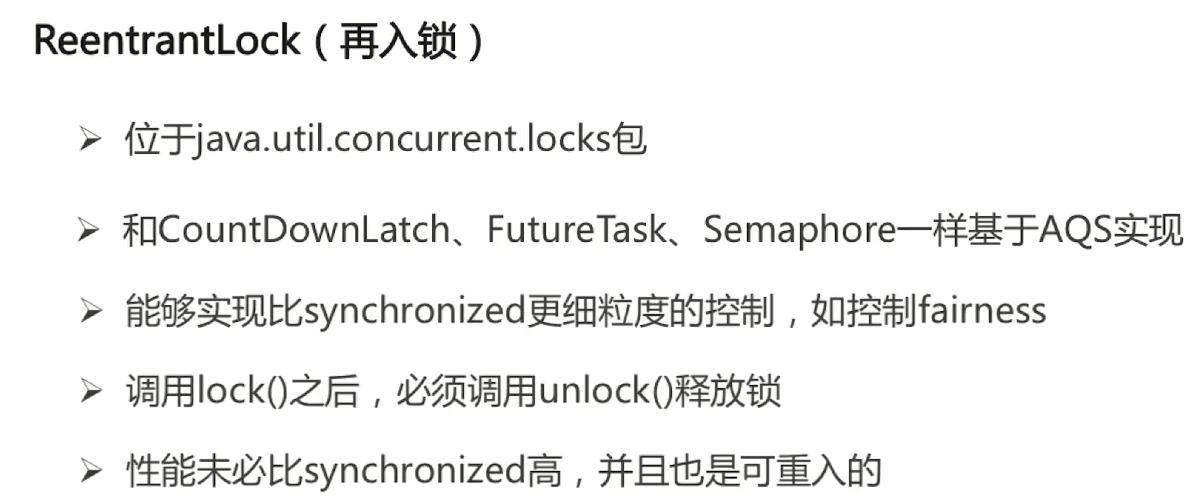 ReentrantLock（再入锁）
➢ 位于java.util.concurrent.locks包
➢ 和CountDownLatch、FutureTask、Semaphore一样基于AQS实现
➢ 能够实现比synchronized更细粒度的控制，如控制fairness
➢ 调用lock()之后，必须调用unlock()释放锁
➢ 性能未必比synchronized高，并且也是可重入的